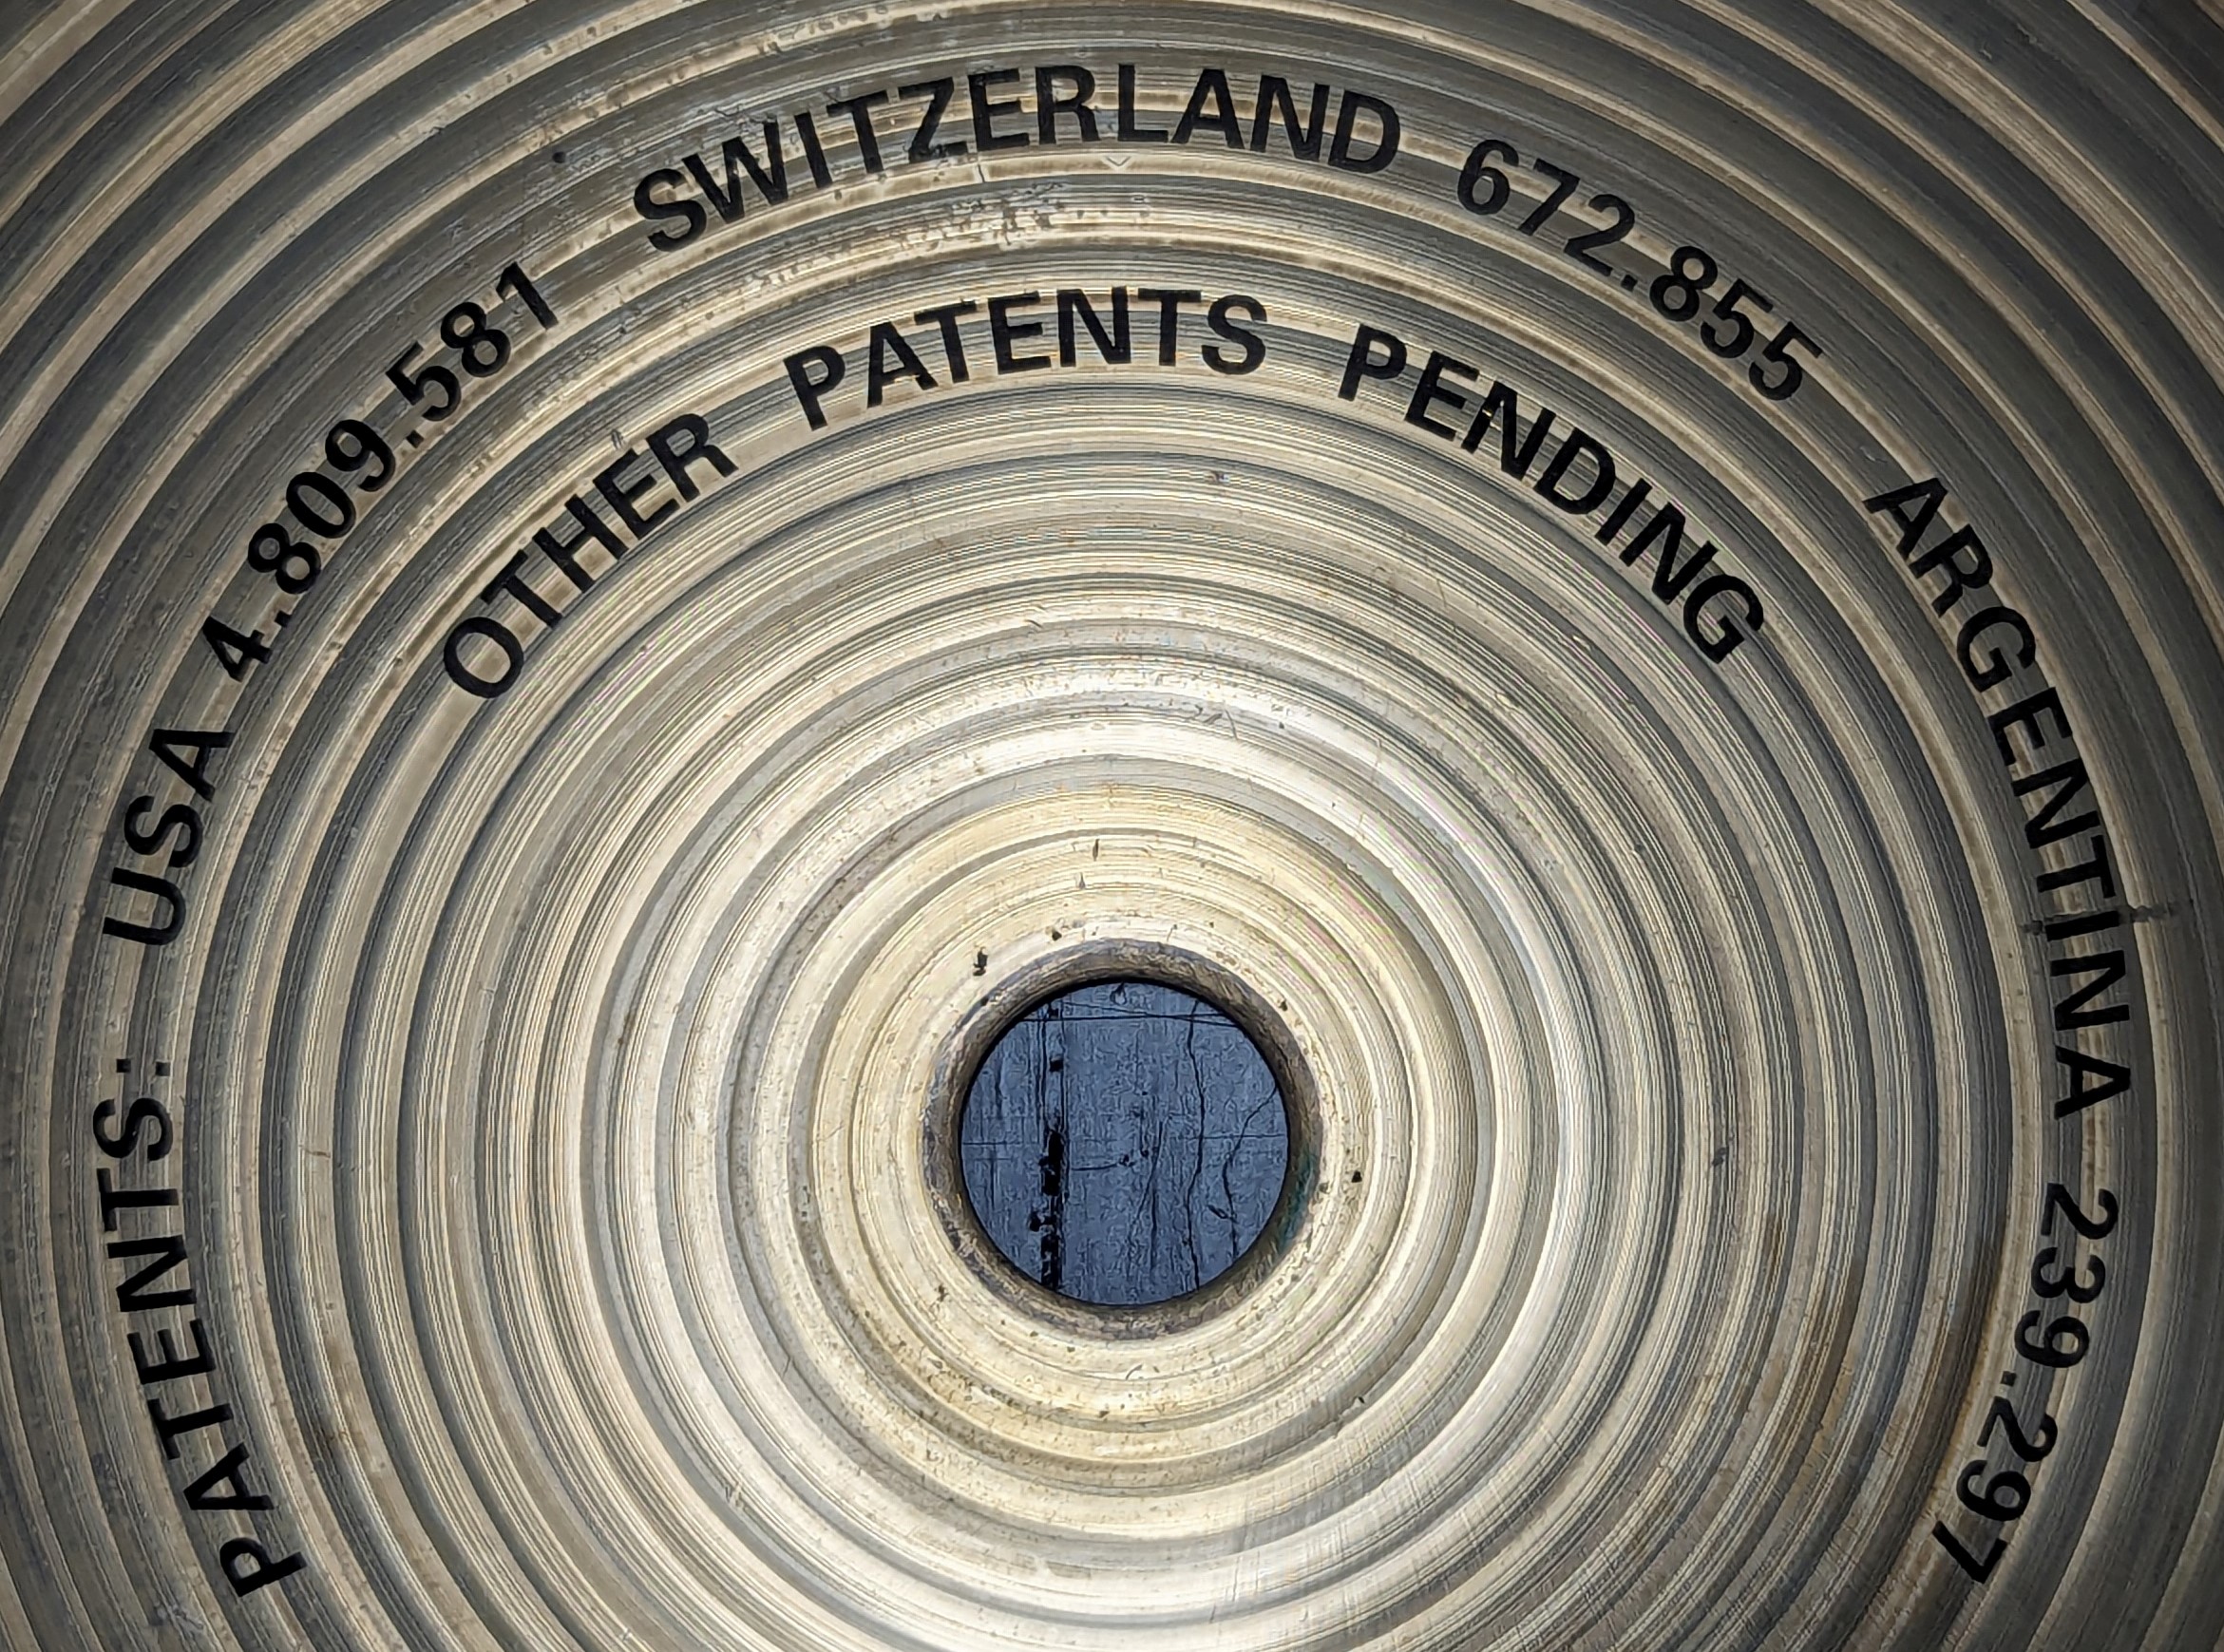 PATENTS: USA 4.809.581 SWITZERLAND 672.855 ARGENTINA 239.297
OTHER PATENTS PENDING